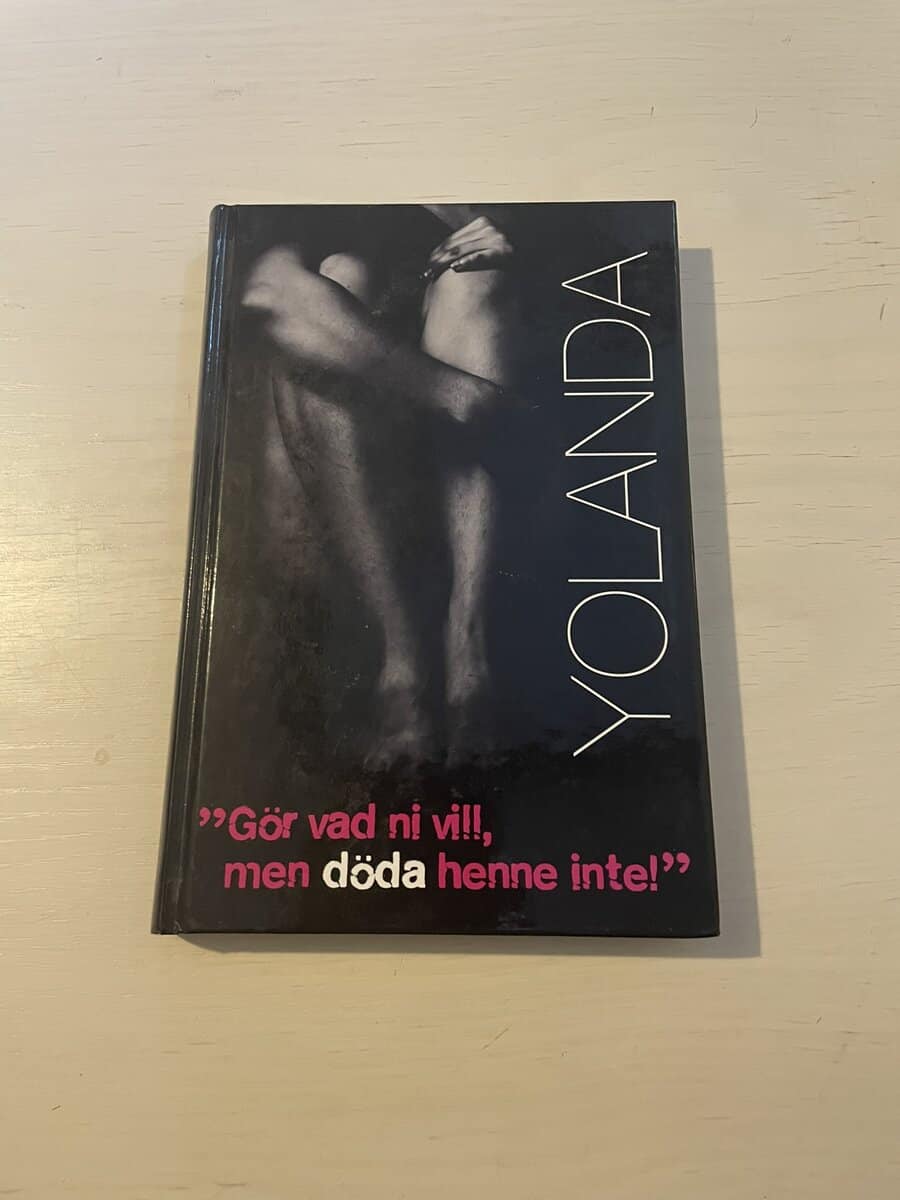 YOLANDA
”Gör vad ni vill,
men döda henne inte!”